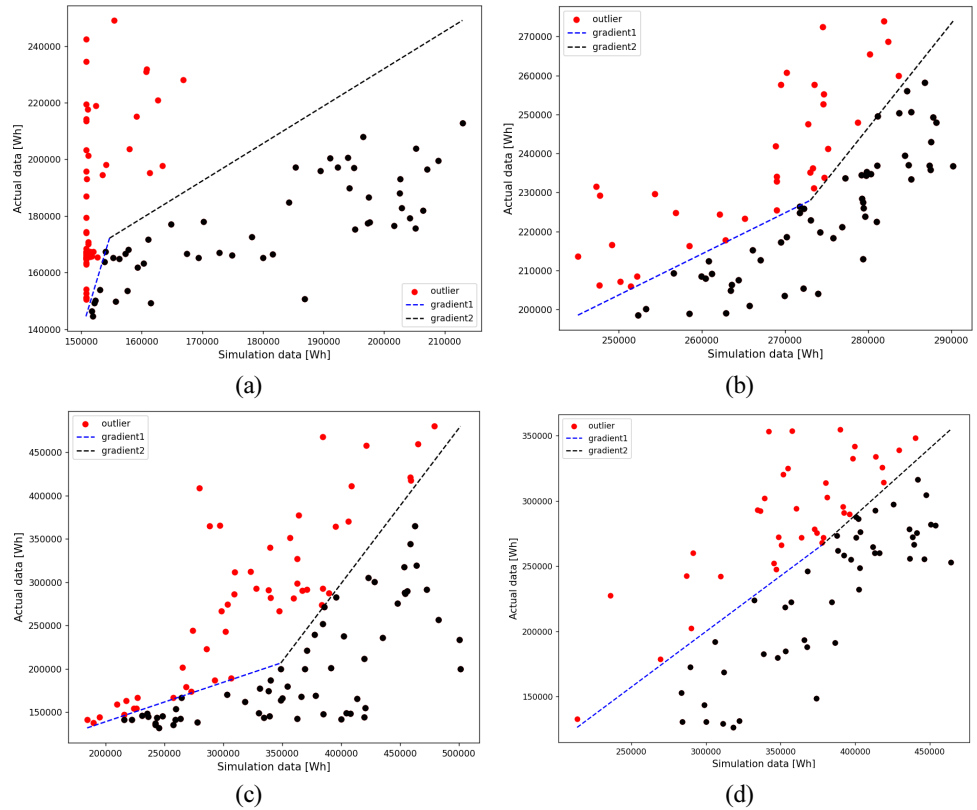 240000
220000
200000
180000
160000
140000
Actual data [Wh]
outlier
gradient1
gradient2
150000 160000 170000 180000 190000 200000 210000
Simulation data [Wh]
(a)
outlier
gradient1
gradient2
270000
260000
250000
240000
230000
220000
210000
200000
Actual data [Wh]
250000 260000 270000 280000 290000
Simulation data [Wh]
(b)
outlier
gradient1
gradient2
450000
400000
350000
300000
250000
200000
150000
Actual data [Wh]
200000 250000 300000 350000 400000 450000 500000
Simulation data [Wh]
(c)
outlier
gradient1
gradient2
350000
300000
250000
200000
150000
Actual data [Wh]
250000 300000 350000 400000 450000
Simulation data [Wh]
(d)